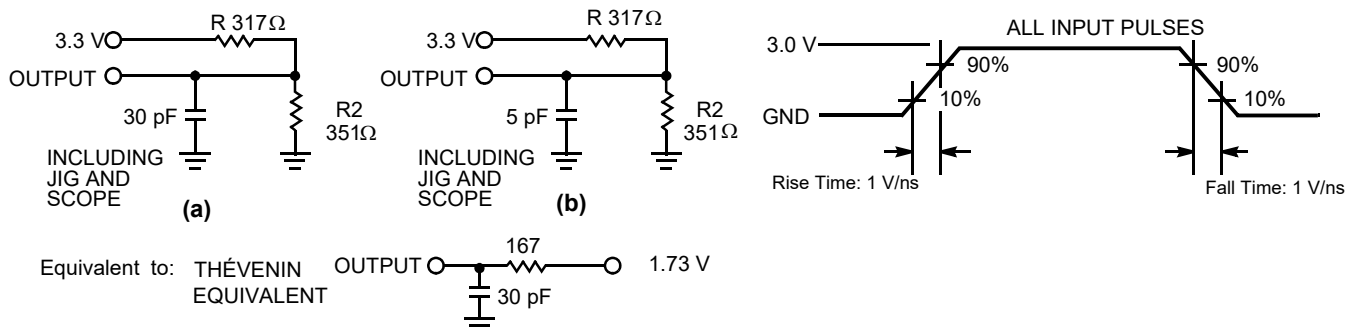 R 317Ω
3.3 V
OUTPUT
30 pF
R2
351Ω
INCLUDING
JIG AND
SCOPE
(a)
R 317Ω
3.3 V
OUTPUT
5 pF
R2
351Ω
INCLUDING
JIG AND
SCOPE
(b)
ALL INPUT PULSES
3.0 V
90%
90%
10%
10%
GND
Rise Time: 1 V/ns
Fall Time: 1 V/ns
Equivalent to: THÉVENIN
EQUIVALENT
OUTPUT
167
1.73 V
30 pF